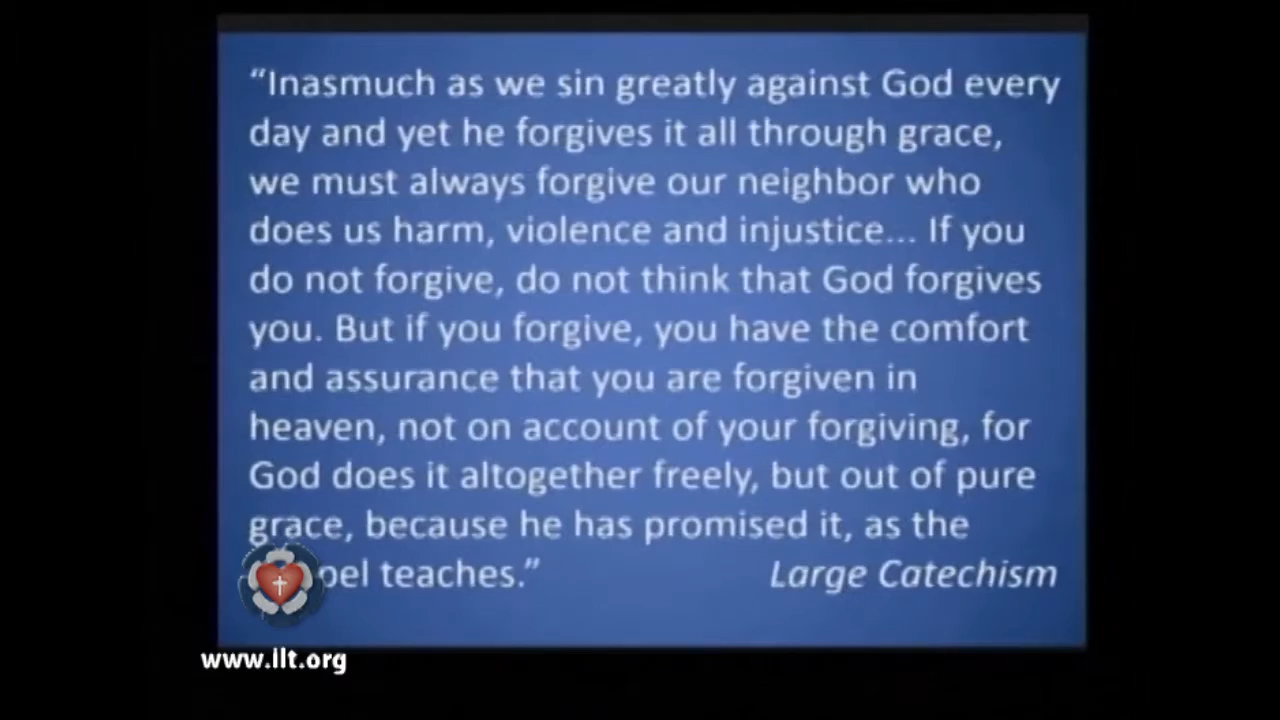 “Inasmuch as we sin greatly against God every
day and yet he forgives it all through grace,
we must always forgive our neighbor who
does us harm, violence and injustice... If you
do not forgive, do not think that God forgives
you. But if you forgive, you have the comfort
and assurance that you are forgiven in
heaven, not on account of your forgiving, for
God does it altogether freely, but out of pure
grace, because he has promised it, as the
pel teaches.” Large Catechism
www.ilt.org